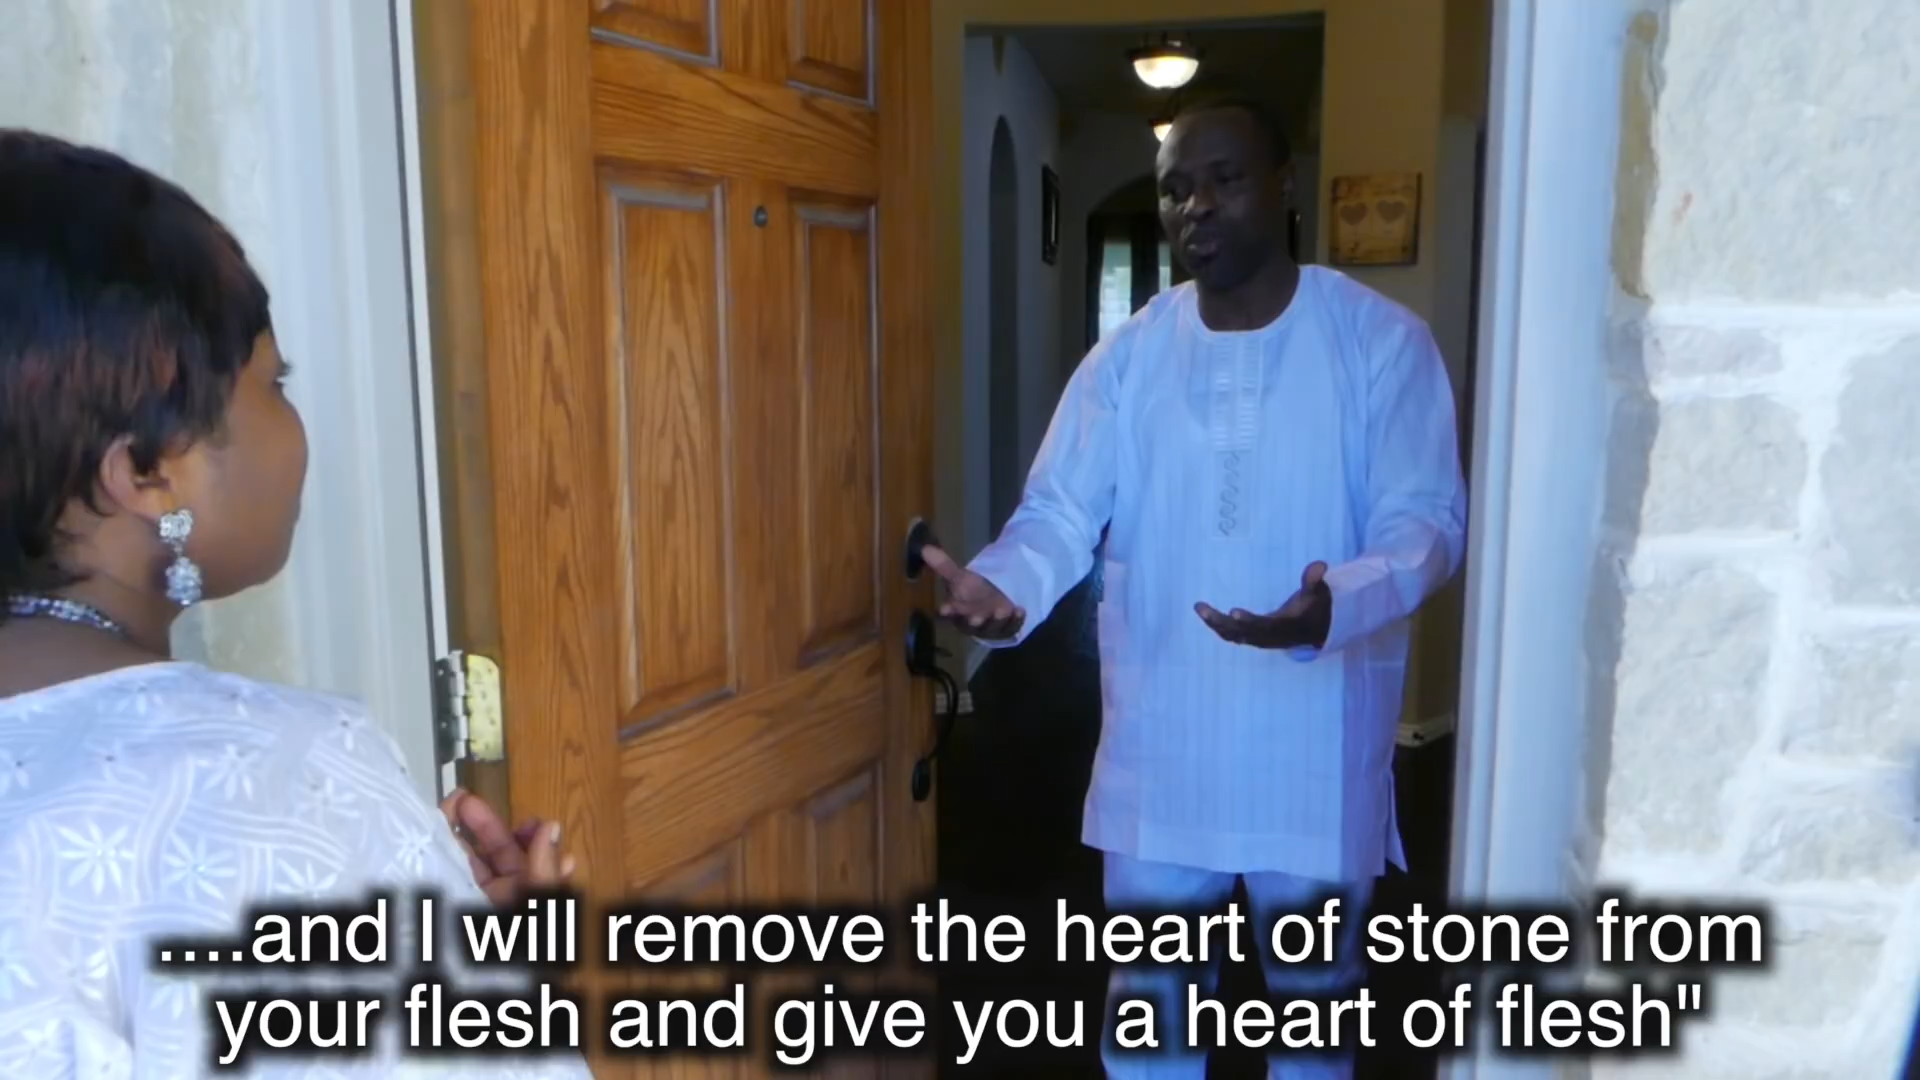 ....and I will remove the heart of stone from
your flesh and give you a heart of flesh"